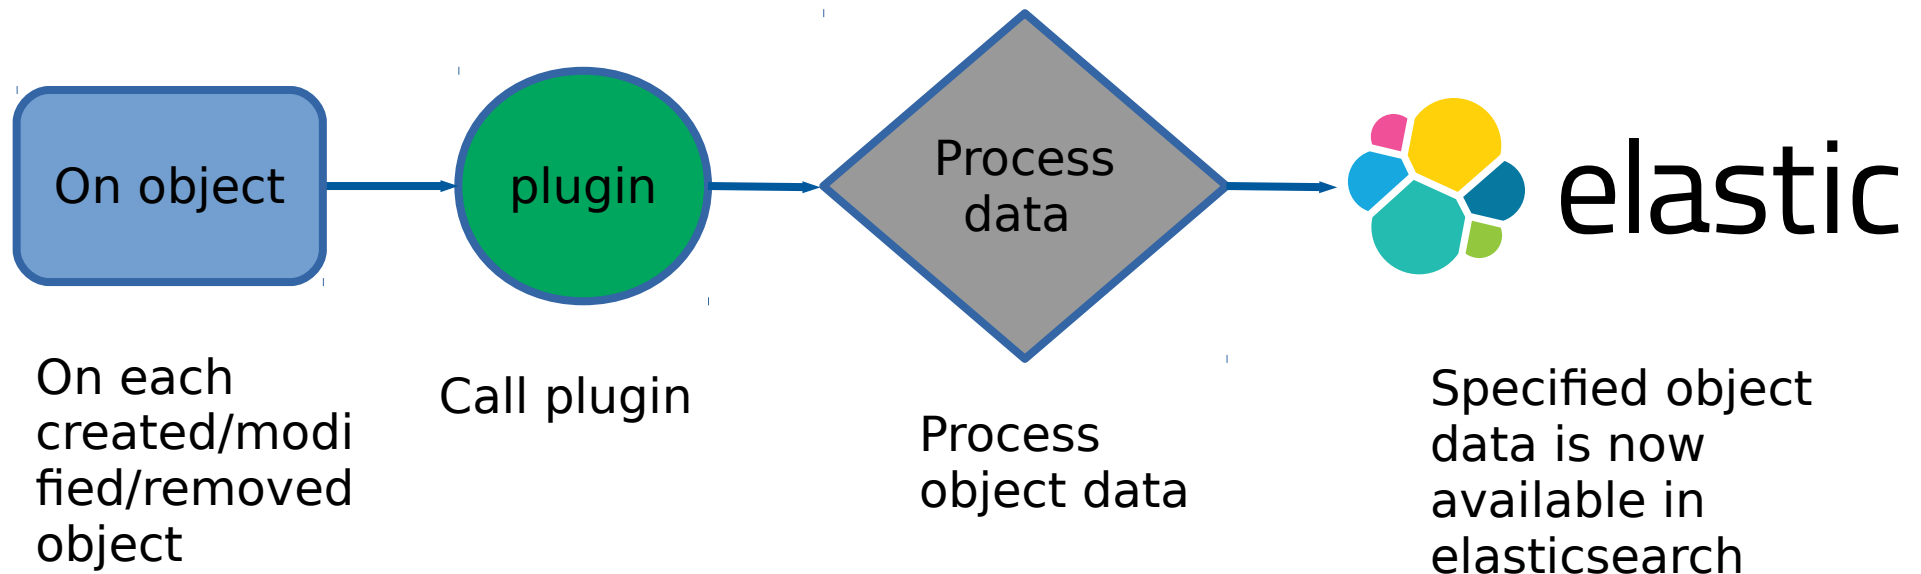 On object
plugin
Process
data
elastic
On each
created/modi
fied/removed
object
Call plugin
Process
object data
Specified object
data is now
available in
elasticsearch